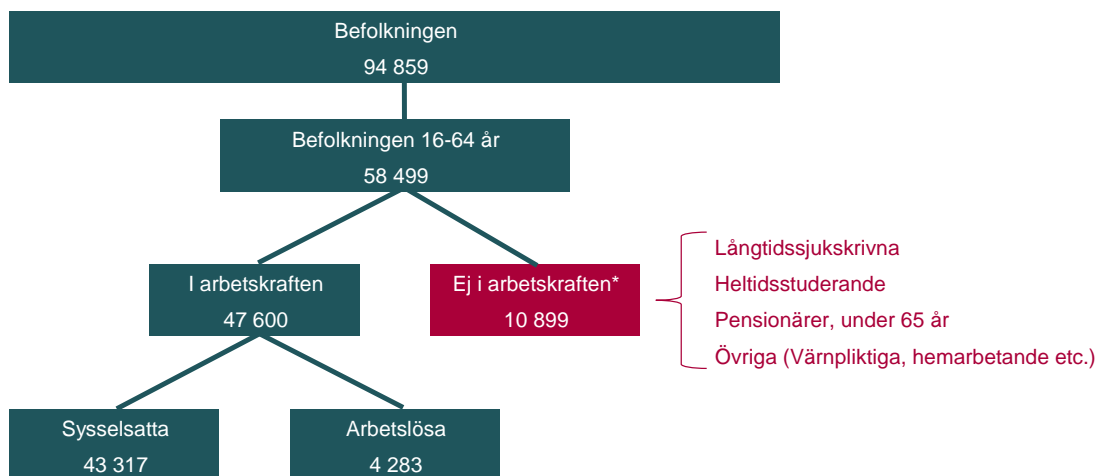 Befolkningen
94 859
Befolkningen 16-64 år
58 499
I arbetskraften
47 600
Ej i arbetskraften*
10 899
Långtidssjukskrivna
Heltidsstuderande
Pensionärer, under 65 år
Övriga (Värnpliktiga, hemarbetande etc.)
Sysselsatta
43 317
Arbetslösa
4 283